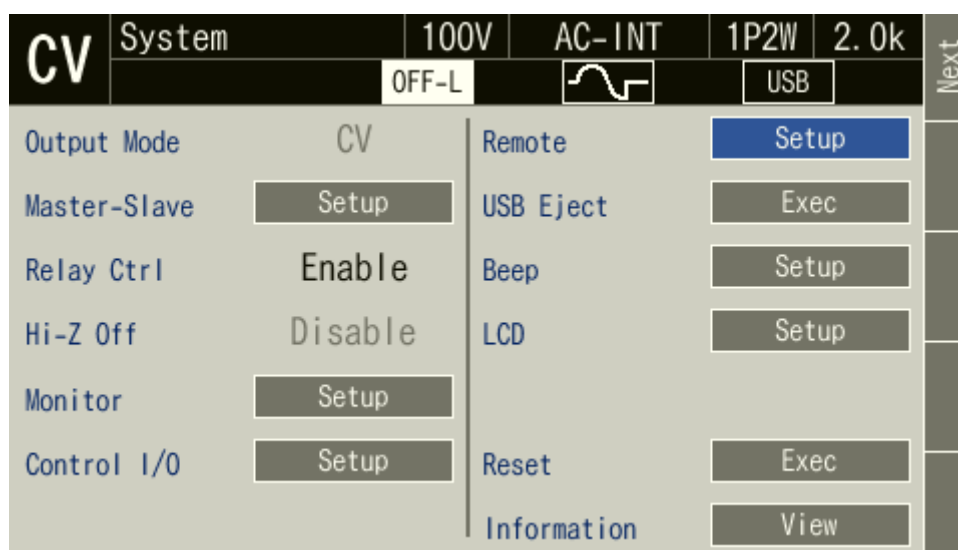 CV System 100V AC-INT 1P2W 2.0k Next
OFF-L USB
Output Mode CV
Master-Slave Setup
Relay Ctrl Enable
Hi-Z Off Disable
Monitor Setup
Control I/O Setup
Remote Setup
USB Eject Exec
Beep Setup
LCD Setup
Reset Exec
Information View